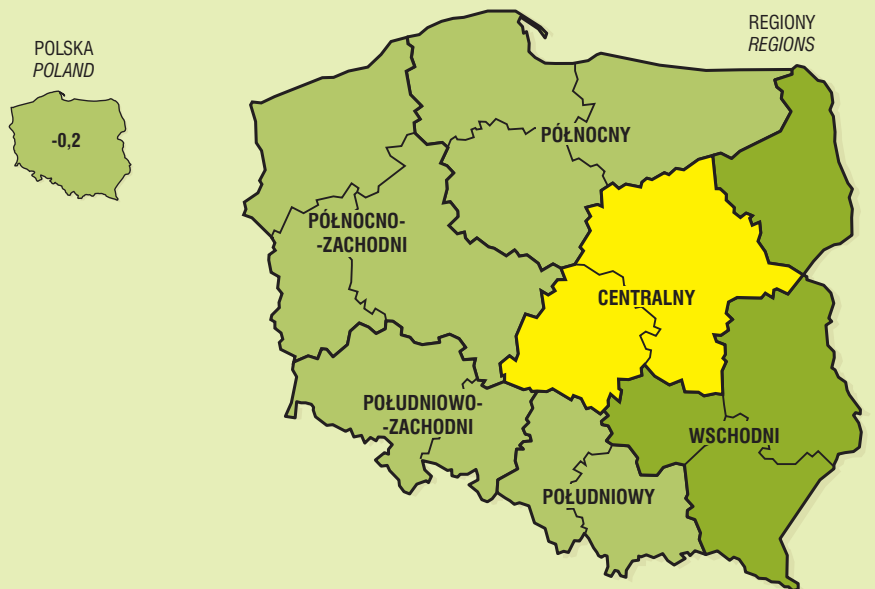 POLSKA
POLAND
-0,2
REGIONY
REGIONS
PÓŁNOCNY
PÓŁNOCNO-
-ZACHODNI
CENTRALNY
POŁUDNIOWO-
-ZACHODNI
WSCHODNI
POŁUDNIOWY